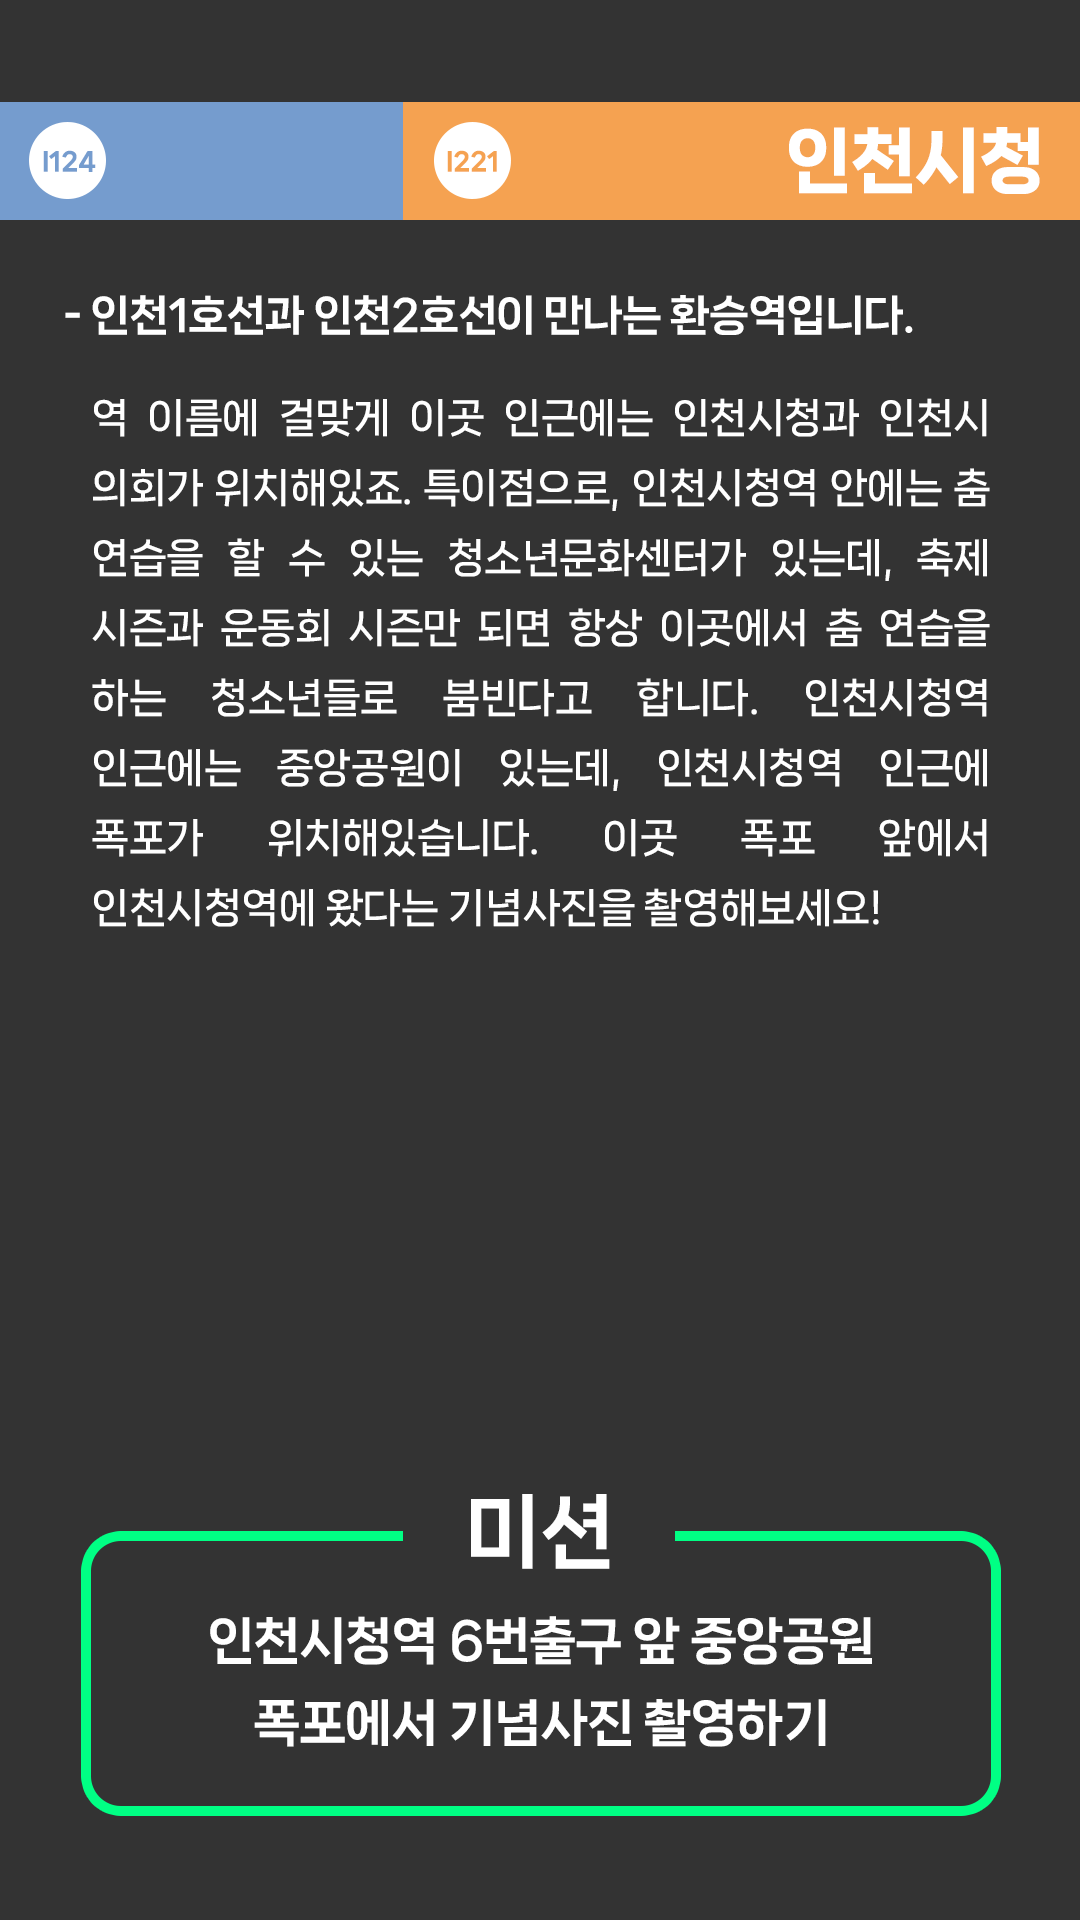 I124
I221
인천시청
- 인천1호선과 인천2호선이 만나는 환승역입니다.
역 이름에 걸맞게 이곳 인근에는 인천시청과 인천시
의회가 위치해있죠. 특이점으로, 인천시청역 안에는 춤
연습을 할 수 있는 청소년문화센터가 있는데, 축제
시즌과 운동회 시즌만 되면 항상 이곳에서 춤 연습을
하는 청소년들로 붐빈다고 합니다. 인천시청역
인근에는 중앙공원이 있는데, 인천시청역 인근에
폭포가 위치해있습니다. 이곳 폭포 앞에서
인천시청역에 왔다는 기념사진을 촬영해보세요!
미션
인천시청역 6번출구 앞 중앙공원
폭포에서 기념사진 촬영하기